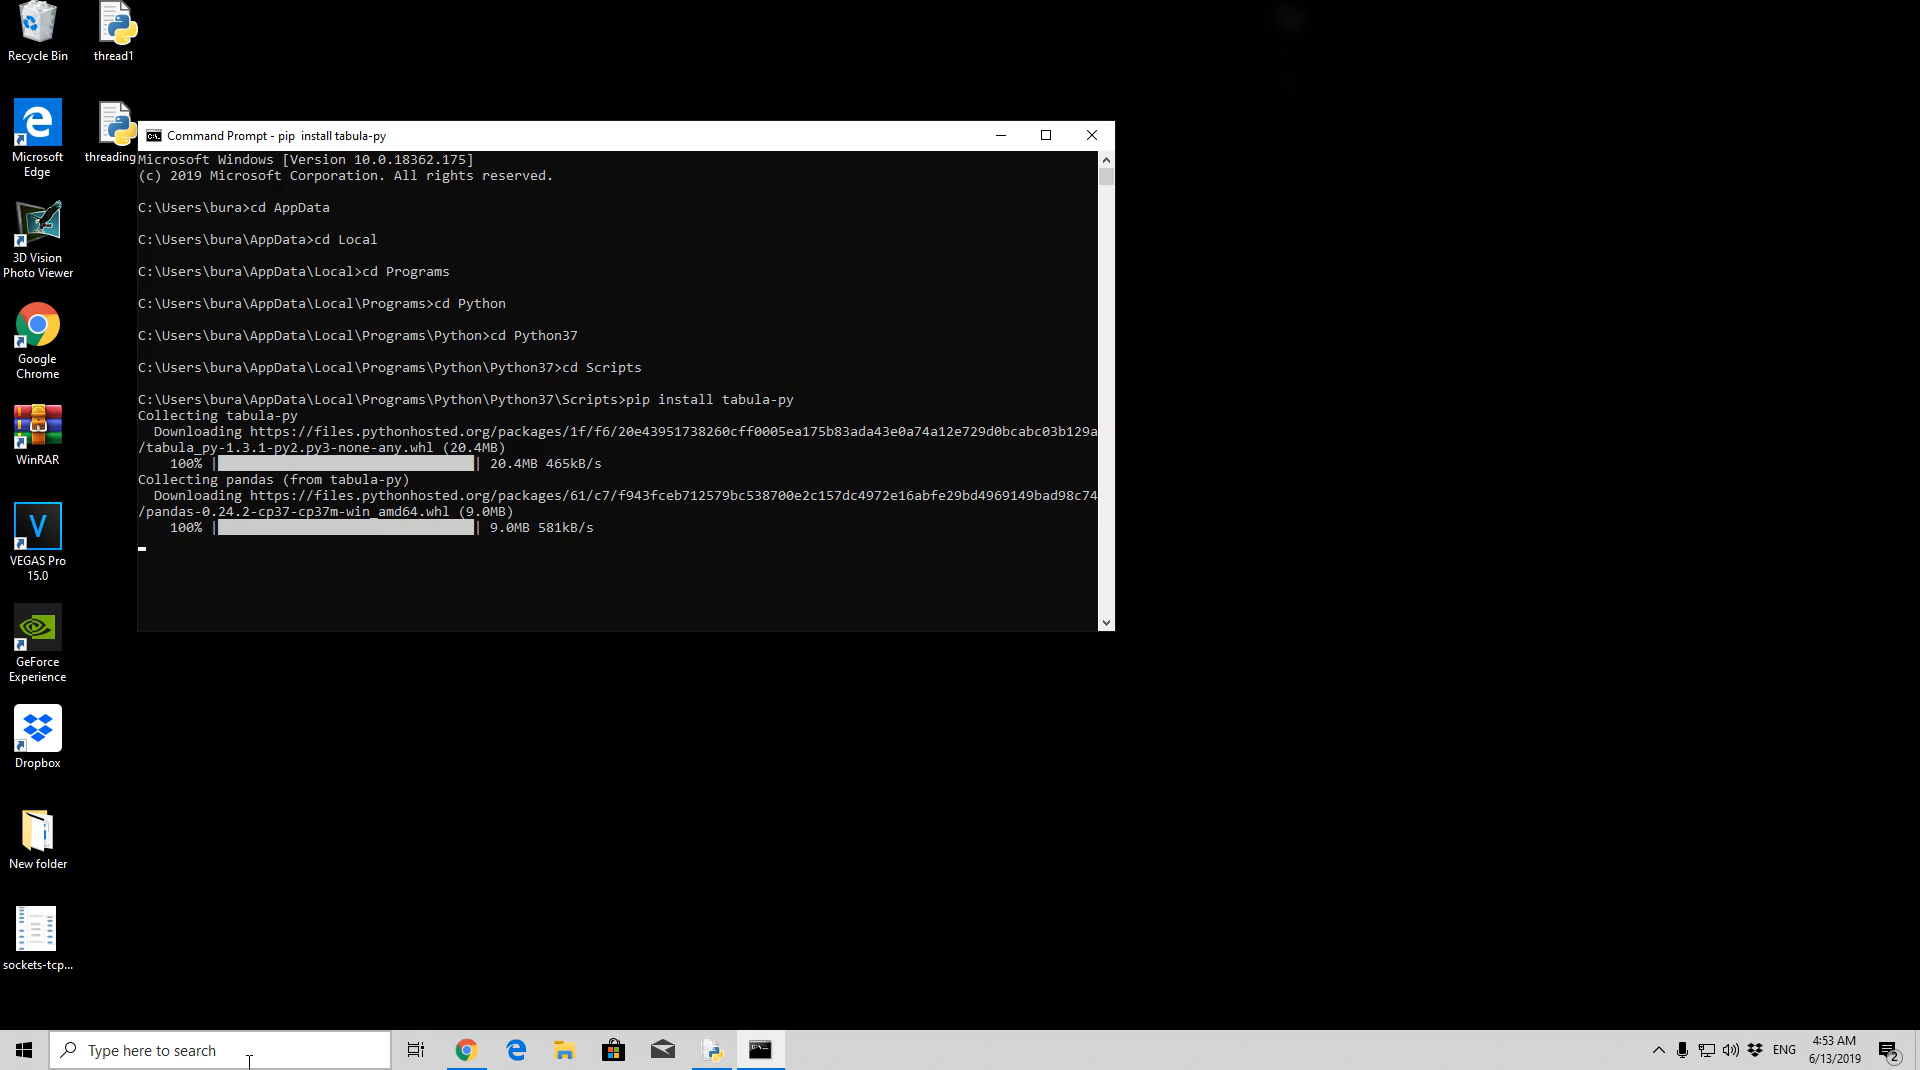 Recycle Bin
thread1
Microsoft
Edge
threading
3D Vision
Photo Viewer
Google
Chrome
WinRAR
VEGAS Pro
15.0
GeForce
Experience
Dropbox
New folder
sockets-tcp...
Command Prompt - pip  install tabula-py
Microsoft Windows [Version 10.0.18362.175]
(c) 2019 Microsoft Corporation. All rights reserved.
C:\Users\bura>cd AppData
C:\Users\bura\AppData>cd Local
C:\Users\bura\AppData\Local>cd Programs
C:\Users\bura\AppData\Local\Programs>cd Python
C:\Users\bura\AppData\Local\Programs\Python>cd Python37
C:\Users\bura\AppData\Local\Programs\Python\Python37>cd Scripts
C:\Users\bura\AppData\Local\Programs\Python\Python37\Scripts>pip install tabula-py
Collecting tabula-py
Downloading https://files.pythonhosted.org/packages/1f/f6/20e43951738260cff0005ea175b83ada43e0a74a12e729d0bcabc03b129a
/tabula_py-1.3.1-py2.py3-none-any.whl (20.4MB)
100% |████████████████████████████████| 20.4MB 465kB/s
Collecting pandas (from tabula-py)
Downloading https://files.pythonhosted.org/packages/61/c7/f943fceb712579bc538700e2c157dc4972e16abfe29bd4969149bad98c74
/pandas-0.24.2-cp37-cp37m-win_amd64.whl (9.0MB)
100% |████████████████████████████████| 9.0MB 581kB/s
Type here to search
ENG
4:53 AM
6/13/2019
2